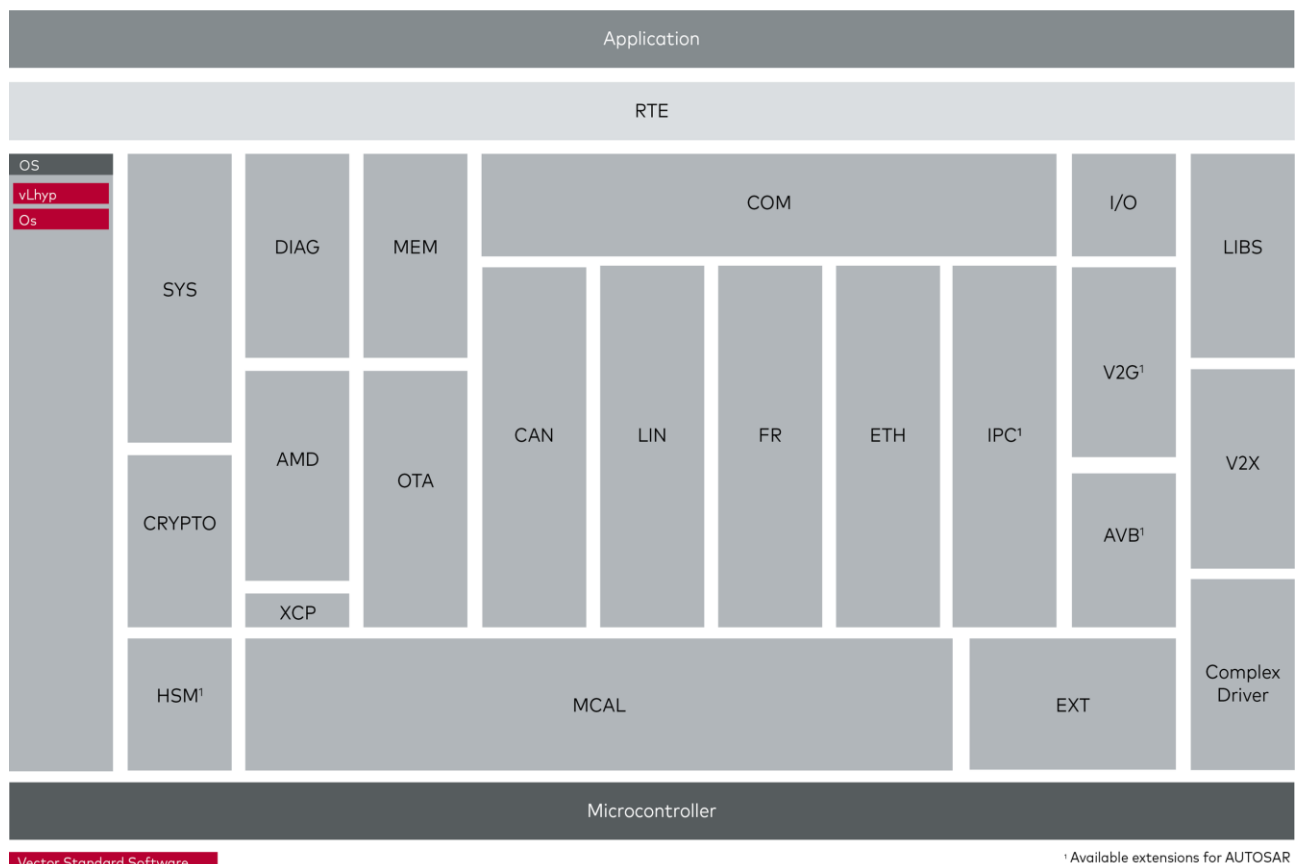 Application
RTE
OS
vLhyp
Os
SYS
CRYPTO
HSM¹
DIAG
AMD
XCP
MEM
OTA
COM
CAN
LIN
FR
ETH
IPC¹
I/O
V2G¹
AVB¹
LIBS
V2X
Complex
Driver
MCAL
EXT
Microcontroller
Vector Standard Software
¹ Available extensions for AUTOSAR